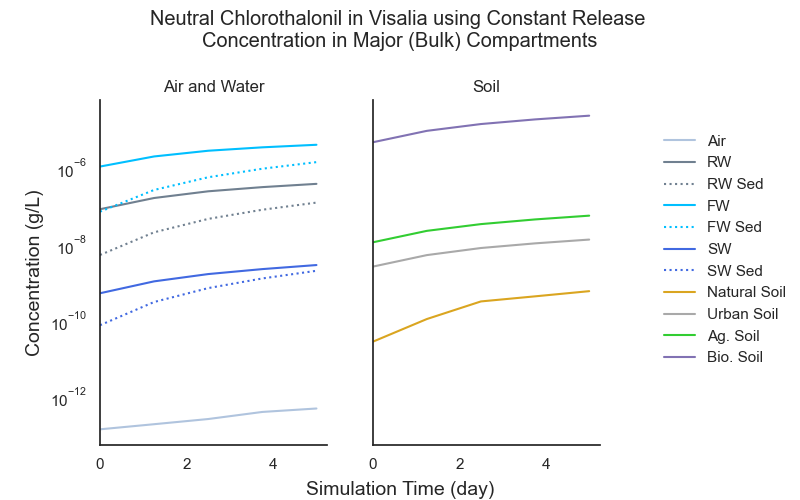 Neutral Chlorothalonil in Visalia using Constant Release
Concentration in Major (Bulk) Compartments
Air and Water
Soil
Concentration (g/L)
10⁻⁶
10⁻⁸
10⁻¹⁰
10⁻¹²
0 2 4
0 2 4
Simulation Time (day)
Air
RW
RW Sed
FW
FW Sed
SW
SW Sed
Natural Soil
Urban Soil
Ag. Soil
Bio. Soil